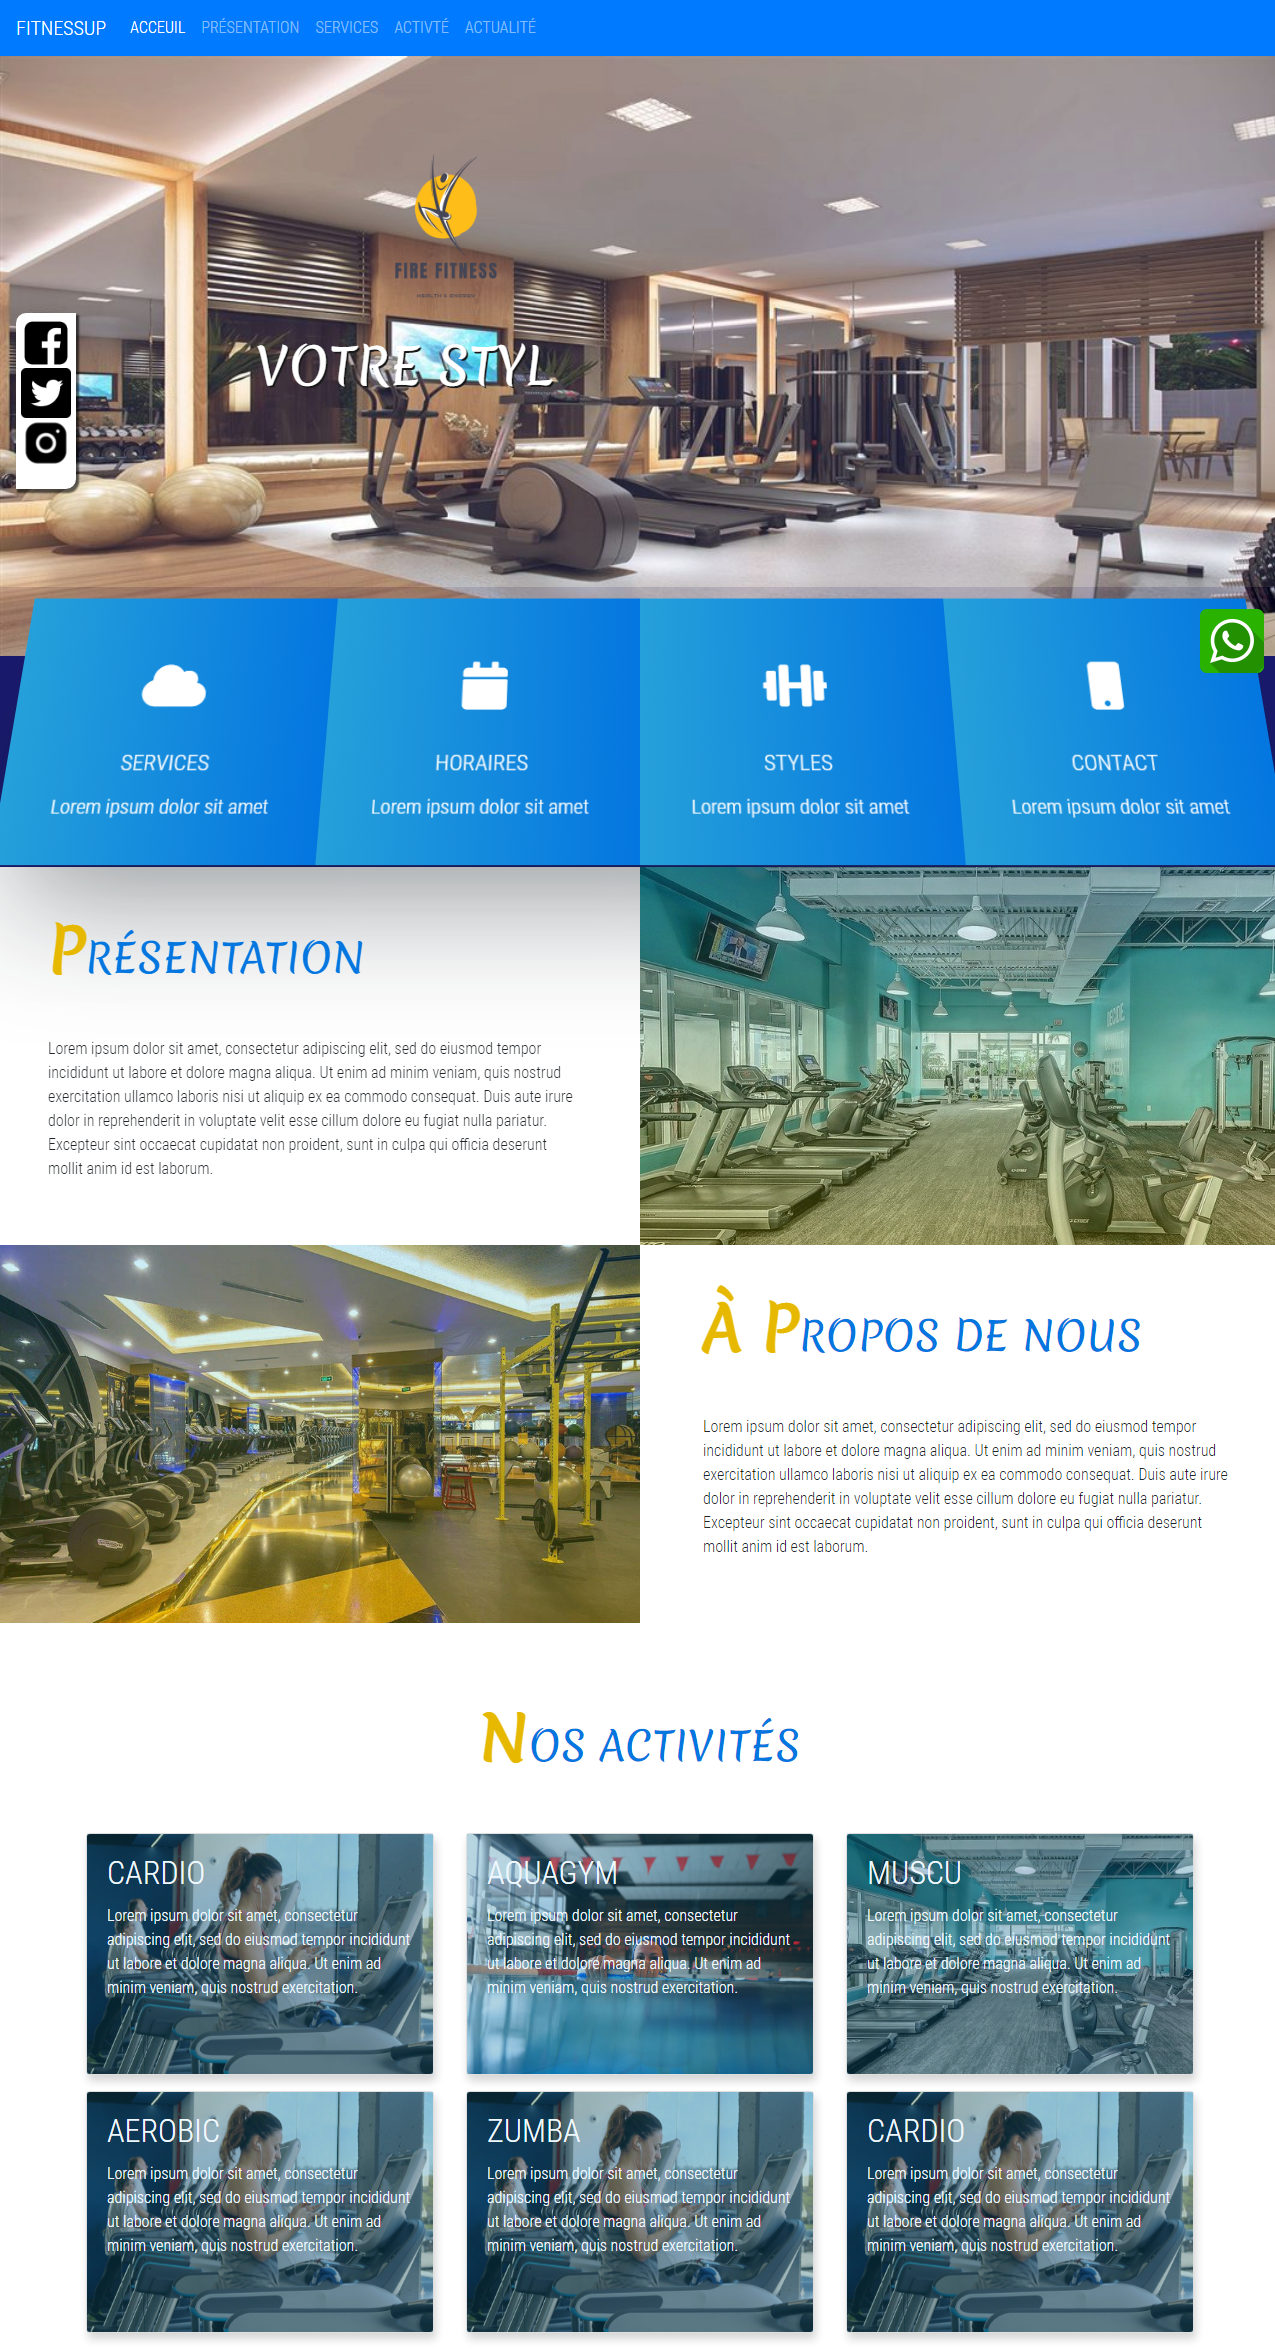 FITNESSUP ACCEUIL PRÉSENTATION SERVICES ACTIVTÉ ACTUALITÉ
FIRE FITNESS
HEALTH & ENERGY
VOTRE STYL
SERVICES
Lorem ipsum dolor sit amet
HORAIRES
Lorem ipsum dolor sit amet
STYLES
Lorem ipsum dolor sit amet
CONTACT
Lorem ipsum dolor sit amet
PRÉSENTATION
Lorem ipsum dolor sit amet, consectetur adipiscing elit, sed do eiusmod tempor
incididunt ut labore et dolore magna aliqua. Ut enim ad minim veniam, quis nostrud
exercitation ullamco laboris nisi ut aliquip ex ea commodo consequat. Duis aute irure
dolor in reprehenderit in voluptate velit esse cillum dolore eu fugiat nulla pariatur.
Excepteur sint occaecat cupidatat non proident, sunt in culpa qui officia deserunt
mollit anim id est laborum.
DECIDE
À PROPOS DE NOUS
Lorem ipsum dolor sit amet, consectetur adipiscing elit, sed do eiusmod tempor
incididunt ut labore et dolore magna aliqua. Ut enim ad minim veniam, quis nostrud
exercitation ullamco laboris nisi ut aliquip ex ea commodo consequat. Duis aute irure
dolor in reprehenderit in voluptate velit esse cillum dolore eu fugiat nulla pariatur.
Excepteur sint occaecat cupidatat non proident, sunt in culpa qui officia deserunt
mollit anim id est laborum.
NOS ACTIVITÉS
CARDIO
Lorem ipsum dolor sit amet, consectetur
adipiscing elit, sed do eiusmod tempor incididunt
ut labore et dolore magna aliqua. Ut enim ad
minim veniam, quis nostrud exercitation.
AQUAGYM
Lorem ipsum dolor sit amet, consectetur
adipiscing elit, sed do eiusmod tempor incididunt
ut labore et dolore magna aliqua. Ut enim ad
minim veniam, quis nostrud exercitation.
MUSCU
Lorem ipsum dolor sit amet, consectetur
adipiscing elit, sed do eiusmod tempor incididunt
ut labore et dolore magna aliqua. Ut enim ad
minim veniam, quis nostrud exercitation.
AEROBIC
Lorem ipsum dolor sit amet, consectetur
adipiscing elit, sed do eiusmod tempor incididunt
ut labore et dolore magna aliqua. Ut enim ad
minim veniam, quis nostrud exercitation.
ZUMBA
Lorem ipsum dolor sit amet, consectetur
adipiscing elit, sed do eiusmod tempor incididunt
ut labore et dolore magna aliqua. Ut enim ad
minim veniam, quis nostrud exercitation.
CARDIO
Lorem ipsum dolor sit amet, consectetur
adipiscing elit, sed do eiusmod tempor incididunt
ut labore et dolore magna aliqua. Ut enim ad
minim veniam, quis nostrud exercitation.